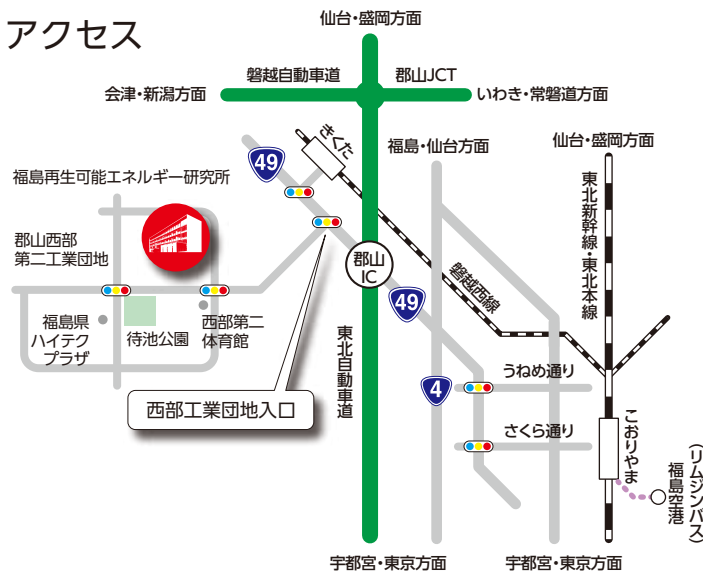 アクセス
仙台・盛岡方面
磐越自動車道
郡山JCT
会津・新潟方面
いわき・常磐道方面
きくた
49
福島・仙台方面
仙台・盛岡方面
福島再生可能エネルギー研究所
東北新幹線・東北本線
郡山西部
第二工業団地
郡山
IC
磐越西線
49
福島県
ハイテク
プラザ
待池公園
西部第二
体育館
東北自動車道
4
うねめ通り
西部工業団地入口
さくら通り
こおりやま
福島空港
(リムジンバス)
宇都宮・東京方面
宇都宮・東京方面